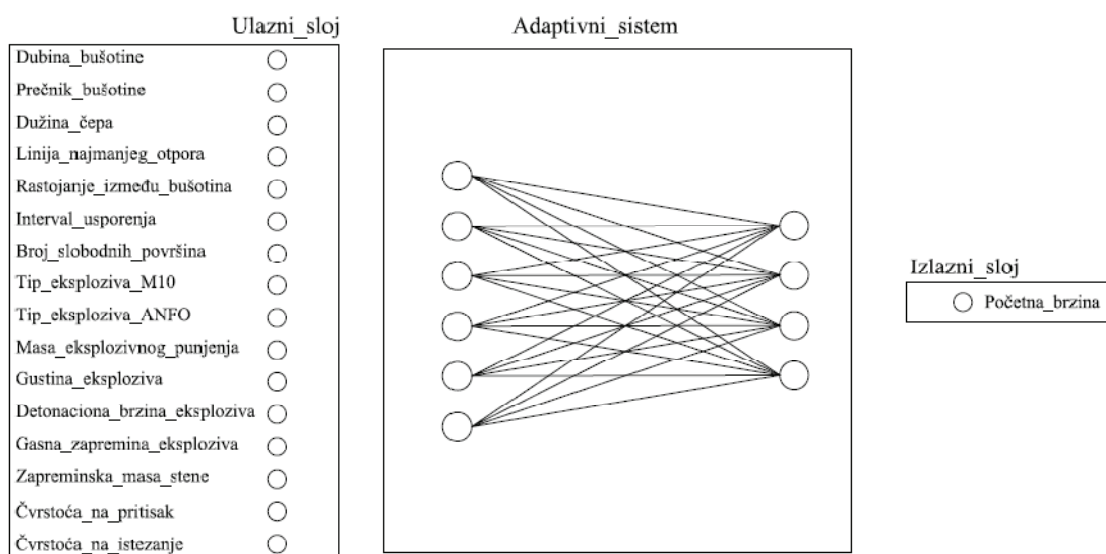 Ulazni_sloj
Dubina_bušotine
Prečnik_bušotine
Dužina_čepa
Linija_najmanjeg_otpora
Rastojanje_između_bušotina
Interval_usporenja
Broj_slobodnih_površina
Tip_eksploziva_M10
Tip_eksploziva_ANFO
Masa_eksplozivnog_punjenja
Gustina_eksploziva
Detonaciona_brzina_eksploziva
Gasna_zapremina_eksploziva
Zapreminska_masa_stene
Čvrstoća_na_pritisak
Čvrstoća_na_istezanje
Adaptivni_sistem
Izlazni_sloj
Početna_brzina